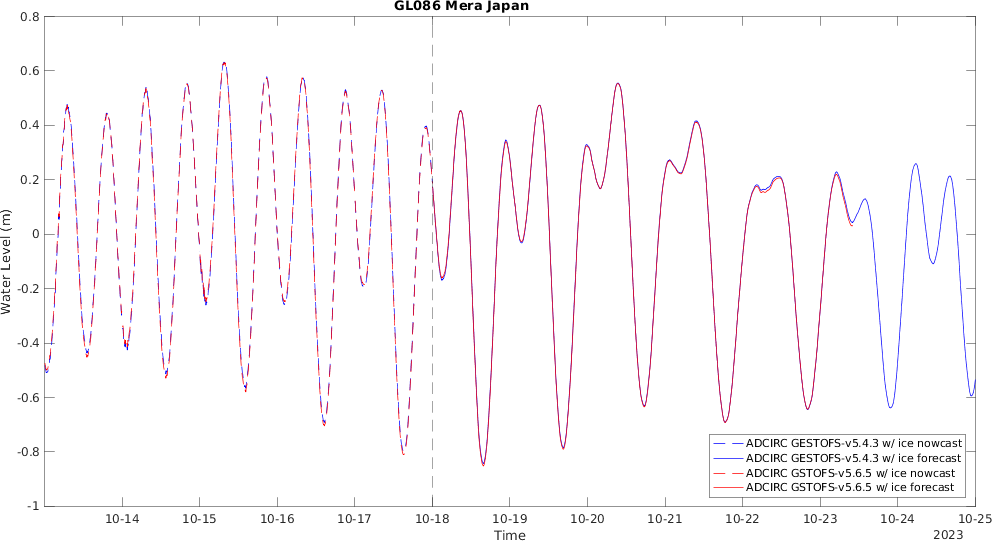 GL086 Mera Japan
0.8
0.6
0.4
0.2
0
-0.2
-0.4
-0.6
-0.8
-1
Water Level (m)
10-14 10-15 10-16 10-17 10-18 10-19 10-20 10-21 10-22 10-23 10-24 10-25
Time
2023
ADCIRC GESTOFS-v5.4.3 w/ ice nowcast
ADCIRC GESTOFS-v5.4.3 w/ ice forecast
ADCIRC GSTOFS-v5.6.5 w/ ice nowcast
ADCIRC GSTOFS-v5.6.5 w/ ice forecast